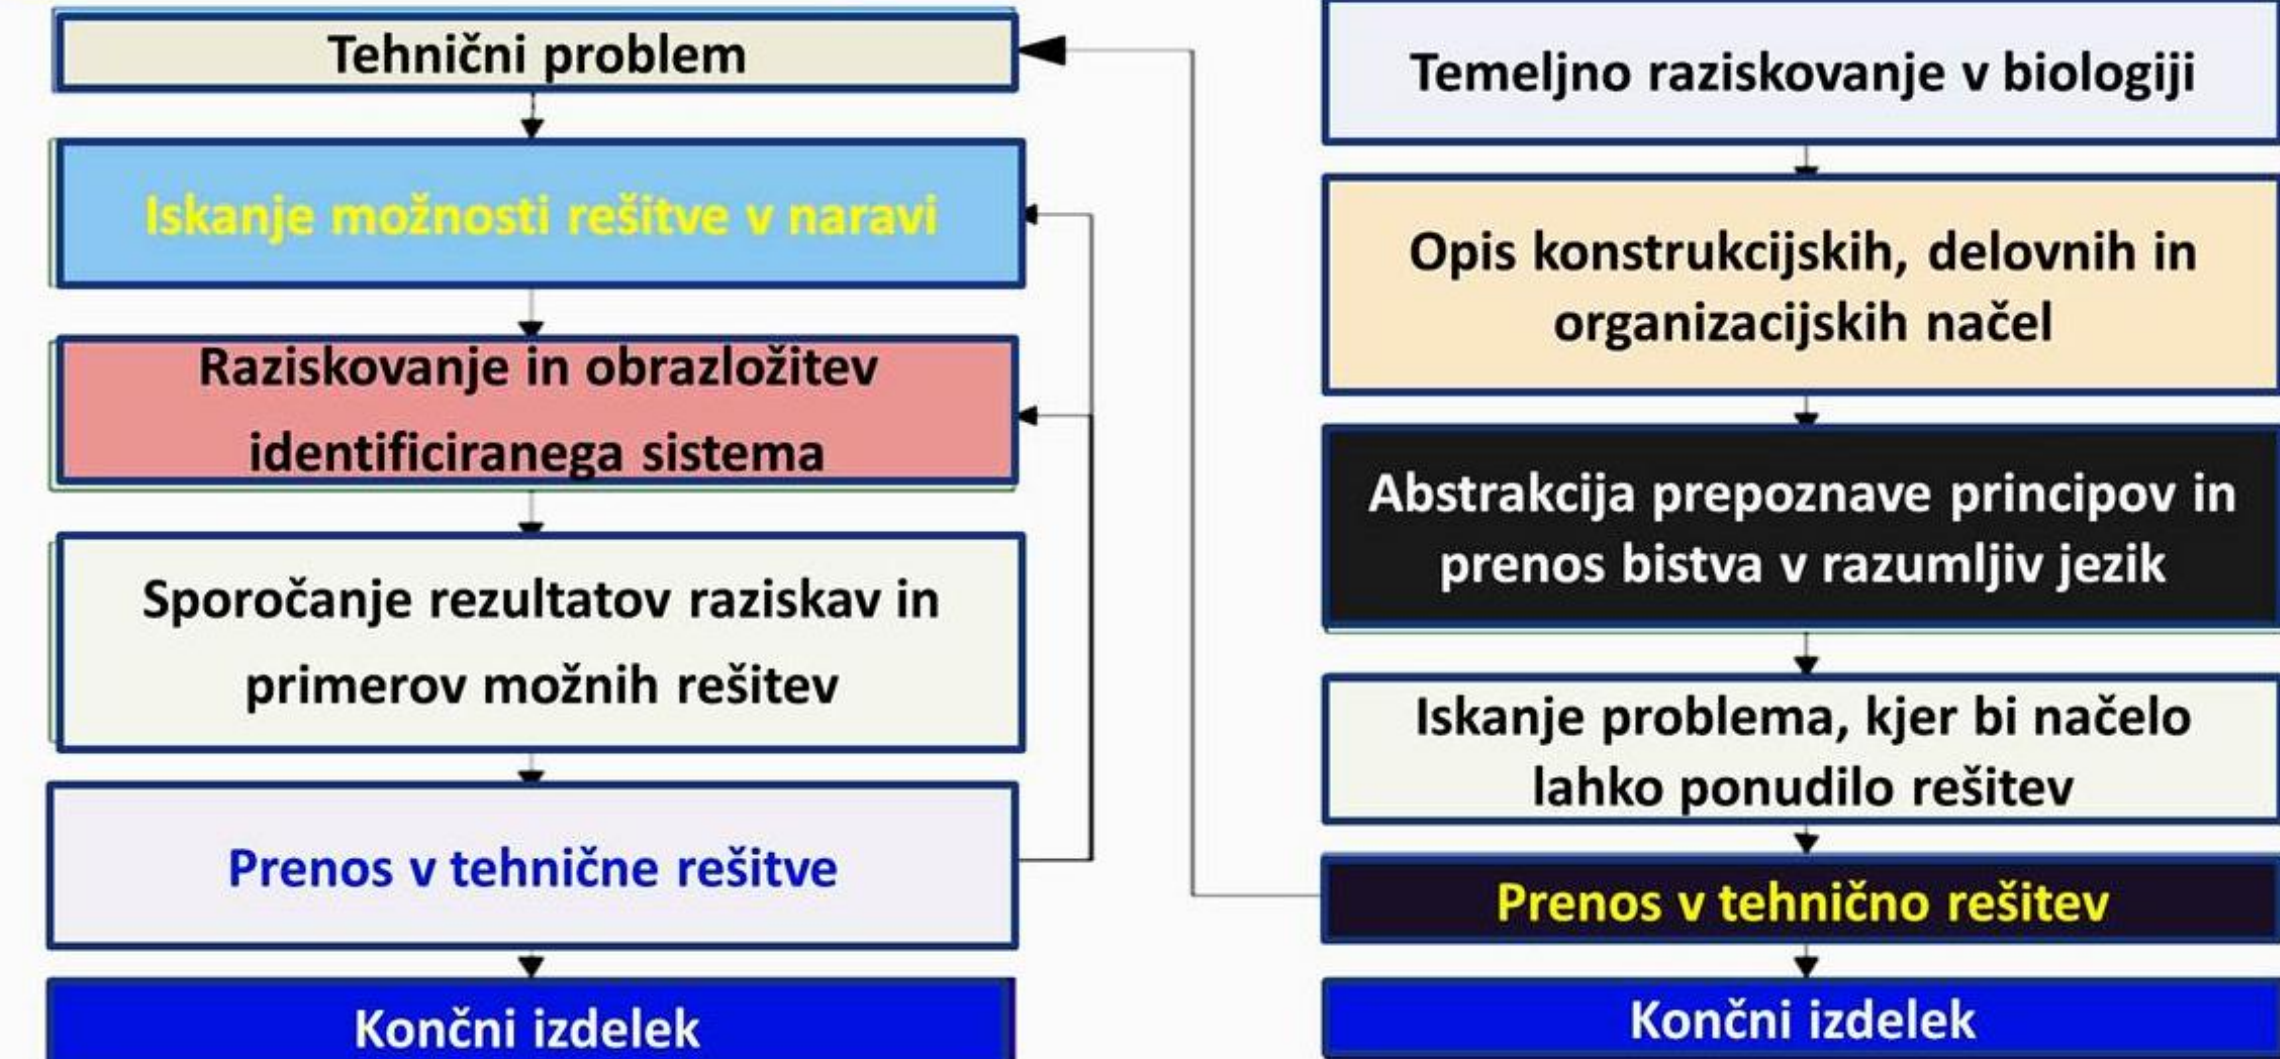 Tehnični problem
Iskanje možnosti rešitve v naravi
Raziskovanje in obrazložitev
identificiranega sistema
Sporočanje rezultatov raziskav in
primerov možnih rešitev
Prenos v tehnične rešitve
Končni izdelek
Temeljno raziskovanje v biologiji
Opis konstrukcijskih, delovnih in
organizacijskih načel
Abstrakcija prepoznave principov in
prenos bistva v razumljiv jezik
Iskanje problema, kjer bi načelo
lahko ponudilo rešitev
Prenos v tehnično rešitev
Končni izdelek